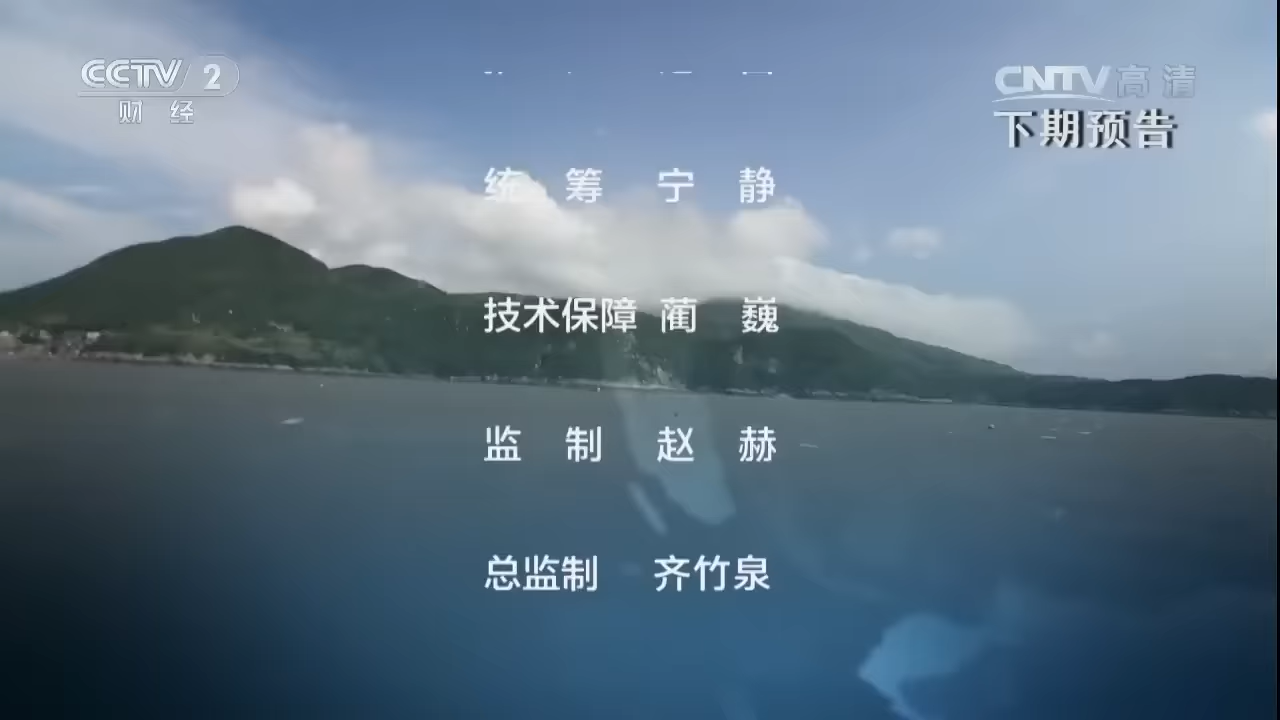 CCTV 2
财 经
CNTV高清
下期预告
统 筹 宁 静
技术保障 蔺 巍
监 制 赵 赫
总监制 齐竹泉